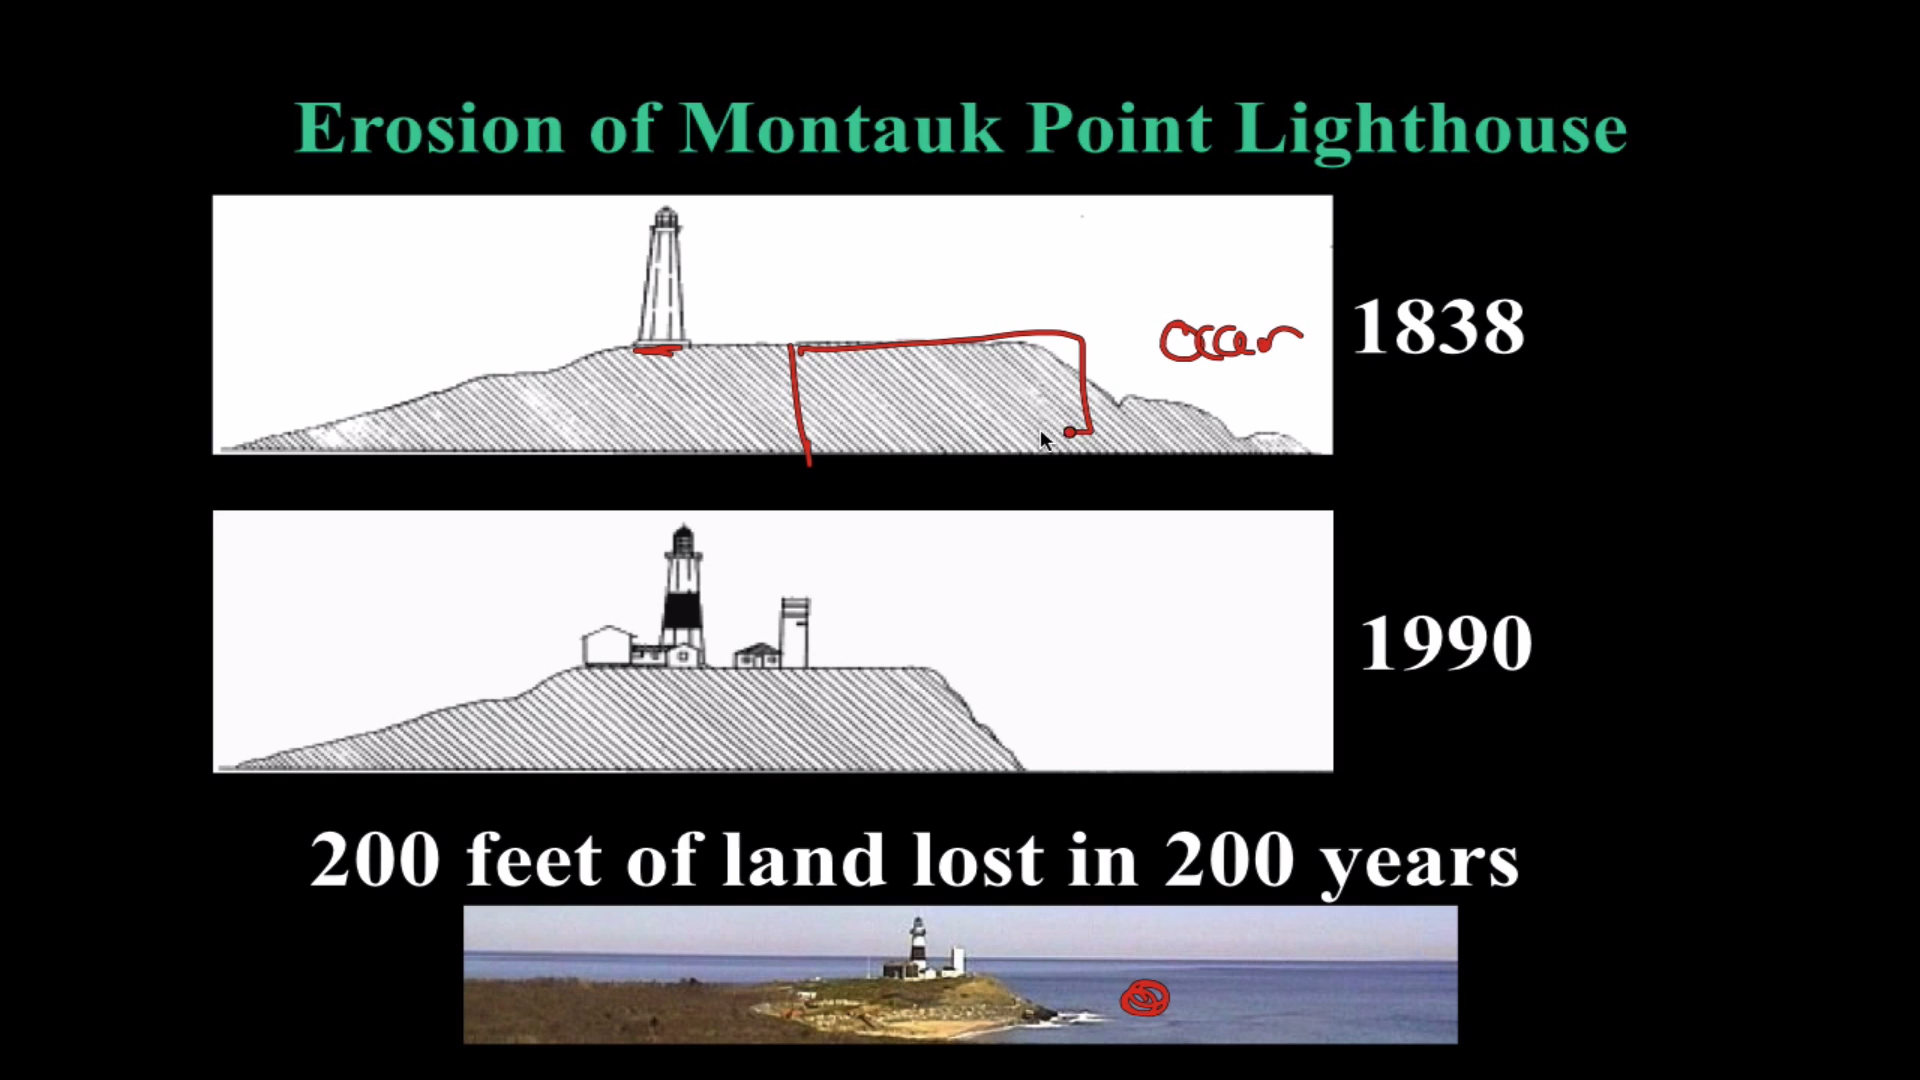 Erosion of Montauk Point Lighthouse
1838
1990
200 feet of land lost in 200 years